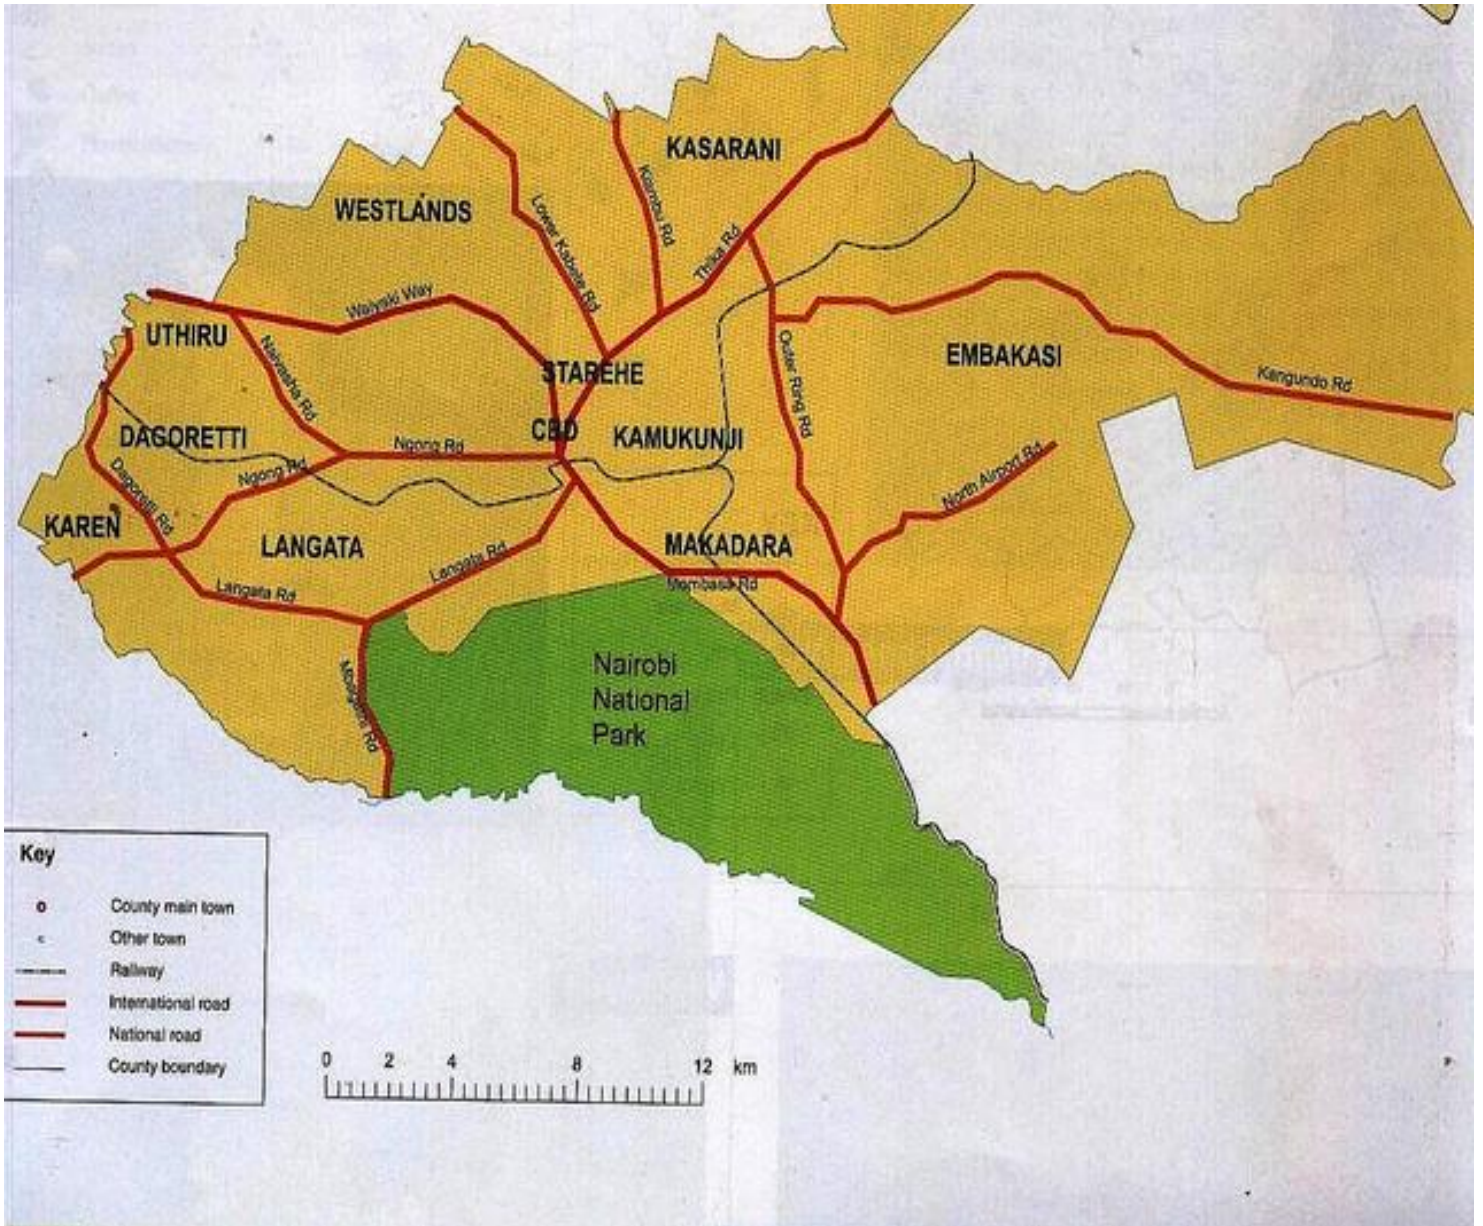 KASARANI
WESTLANDS
Kiambu Rd
Lower Kabete Rd
Thika Rd
Waiyaki Way
UTHIRU
Naivasha Rd
STAREHE
Outer Ring Rd
EMBAKASI
Kangundo Rd
DAGORETTI
Ngong Rd
CBD
KAMUKUNJI
Ngong Rd
North Airport Rd
Dagoretti Rd
KAREN
LANGATA
Langata Rd
MAKADARA
Mombasa Rd
Langata Rd
Nairobi
National
Park
Magadi Rd
Key
County main town
Other town
Railway
International road
National road
County boundary
0 2 4 8 12 km